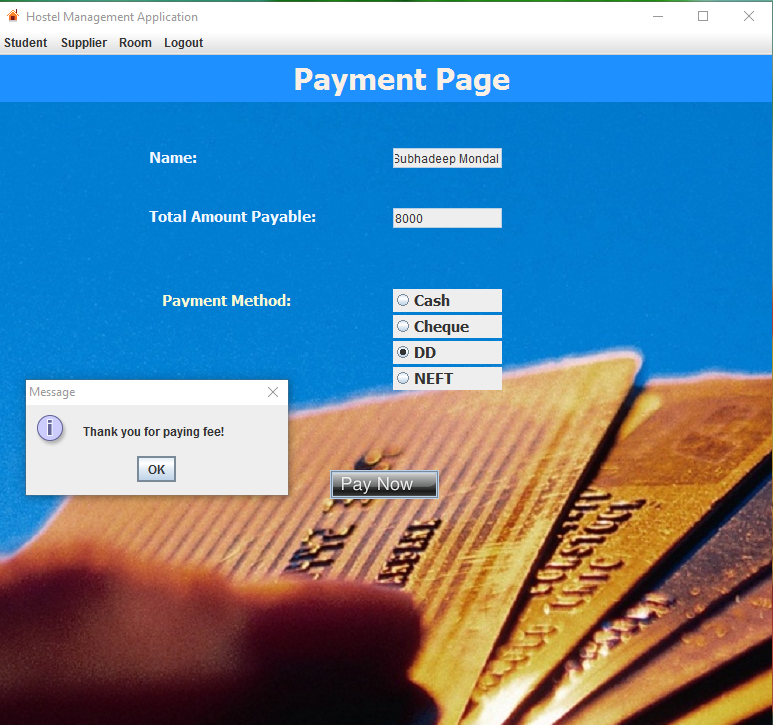 Hostel Management Application
Student Supplier Room Logout
Payment Page
Name: Subhadeep Mondal
Total Amount Payable: 8000
Payment Method: Cash
Cheque
DD
NEFT
Message
Thank you for paying fee!
OK
Pay Now